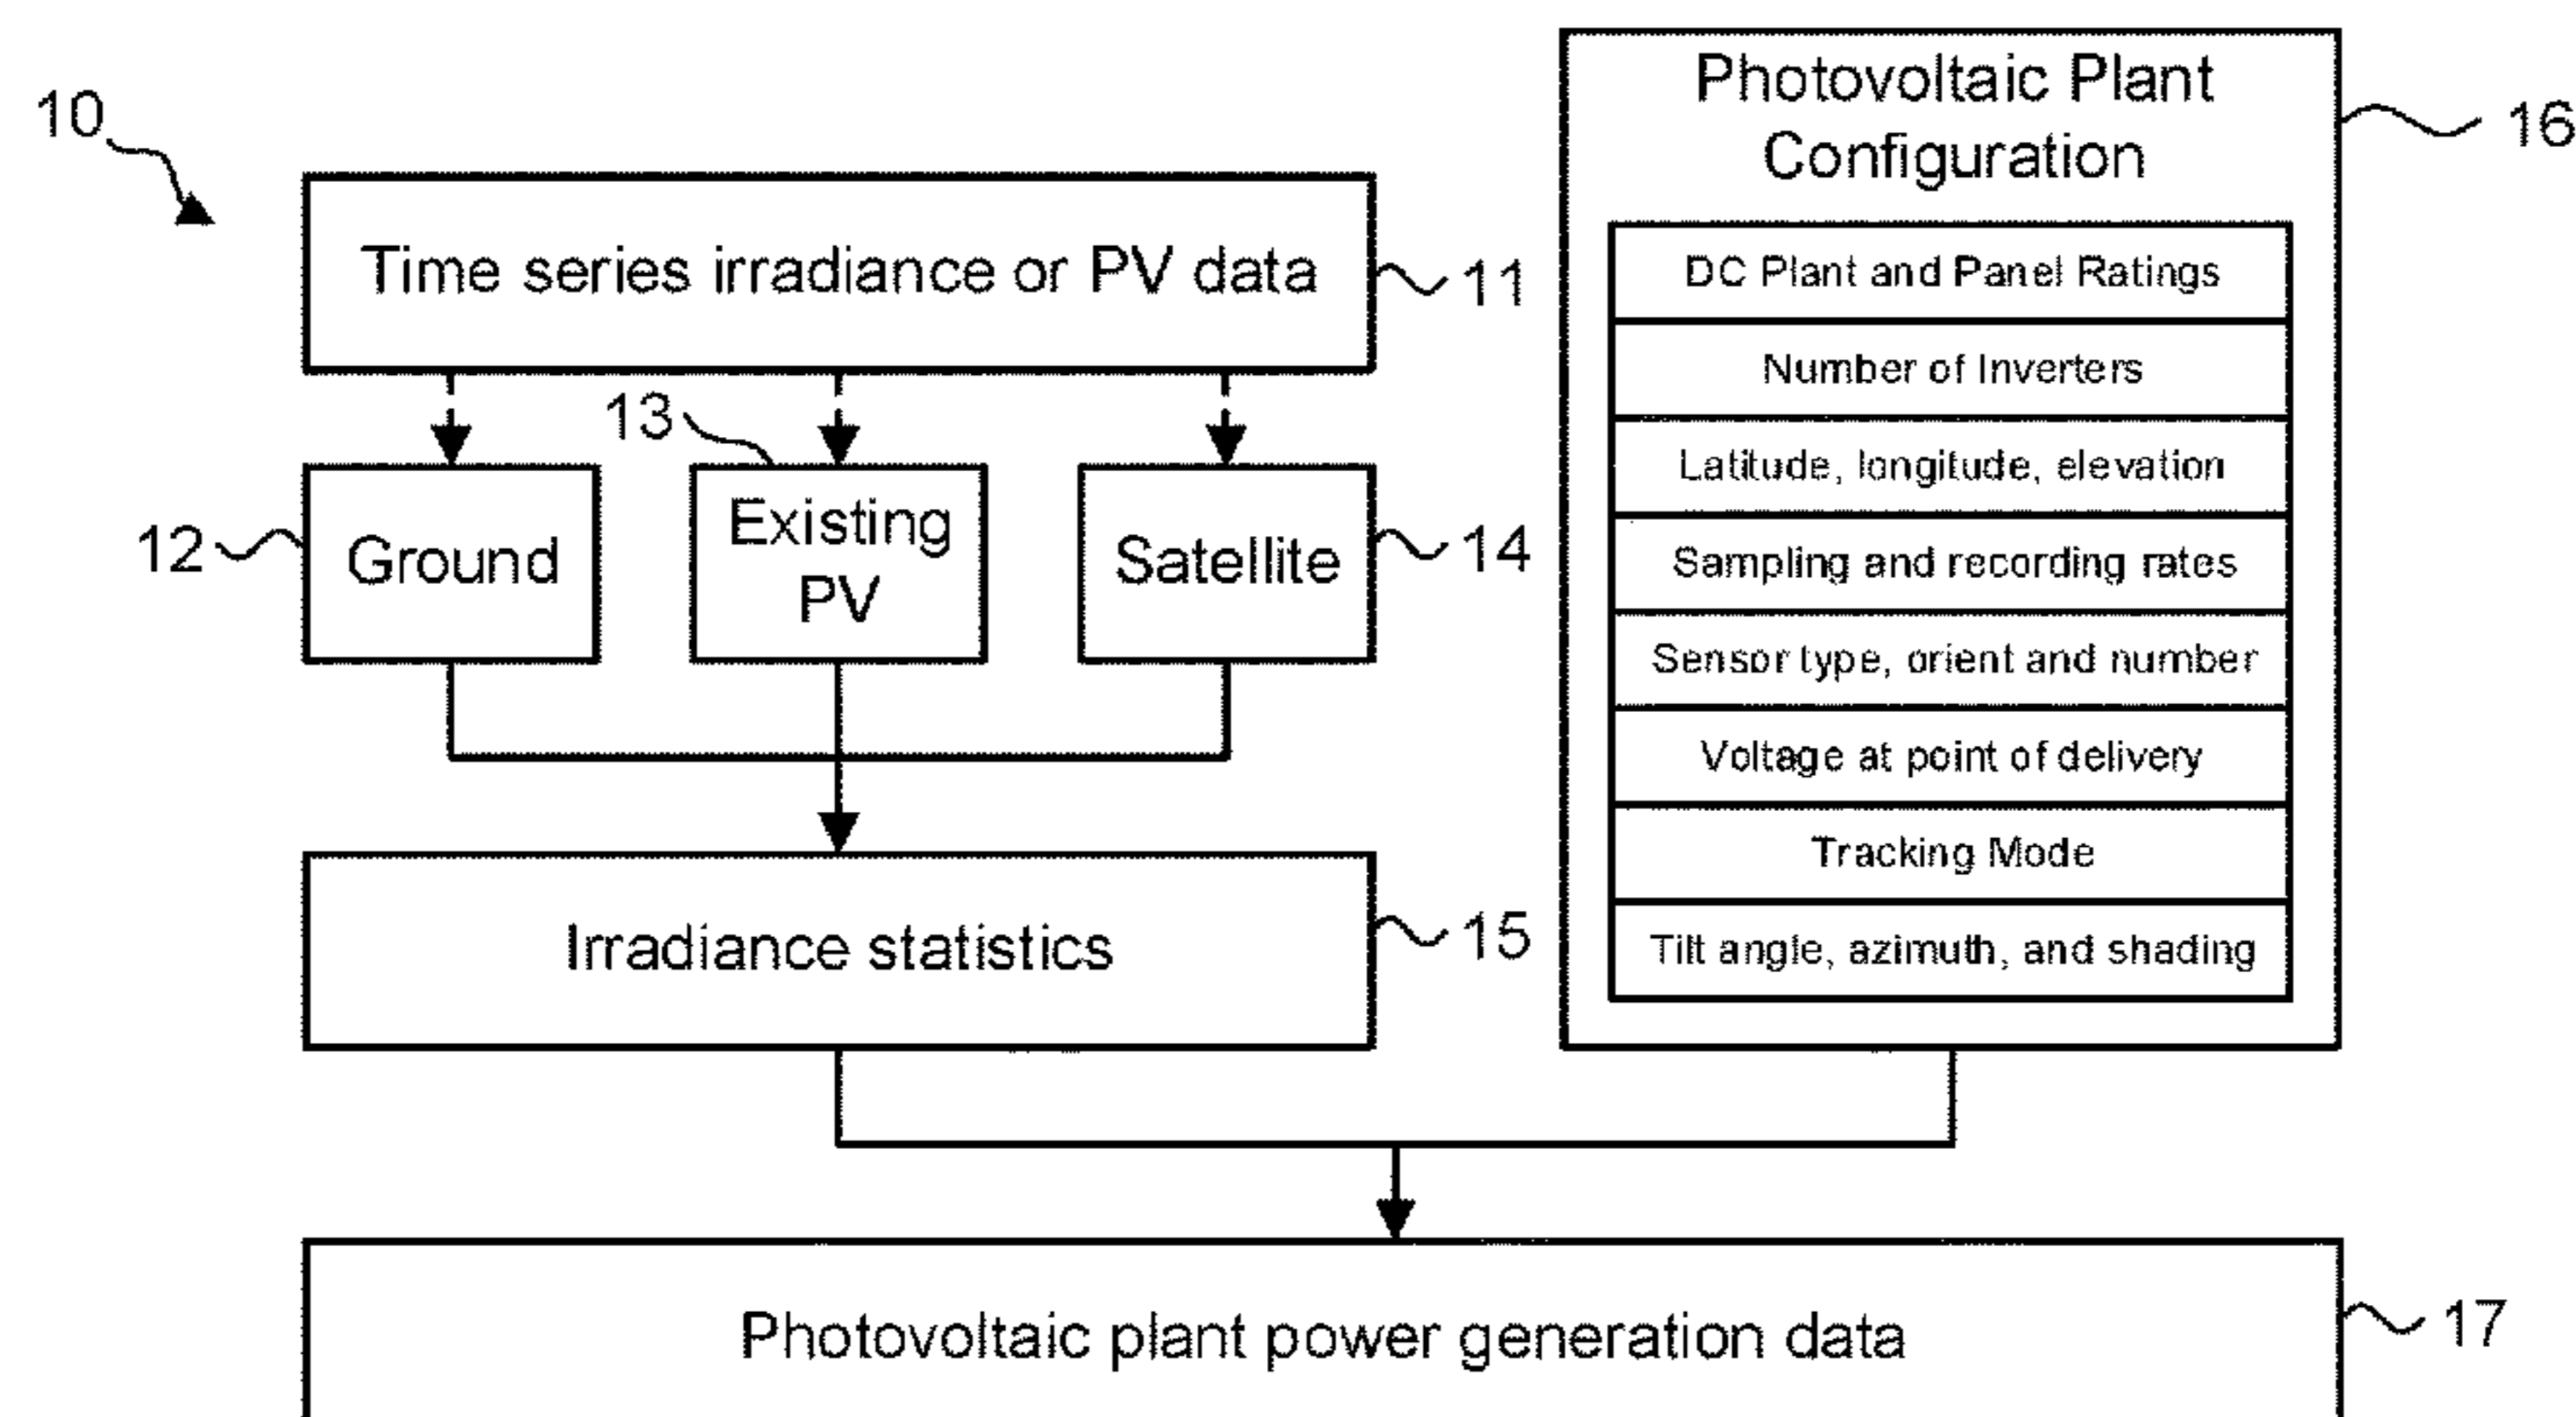 10
Time series irradiance or PV data
11
13
12
Ground
Existing
PV
Satellite
14
Irradiance statistics
15
Photovoltaic Plant
Configuration
16
DC Plant and Panel Ratings
Number of Inverters
Latitude, longitude, elevation
Sampling and recording rates
Sensor type, orient and number
Voltage at point of delivery
Tracking Mode
Tilt angle, azimuth, and shading
Photovoltaic plant power generation data
17